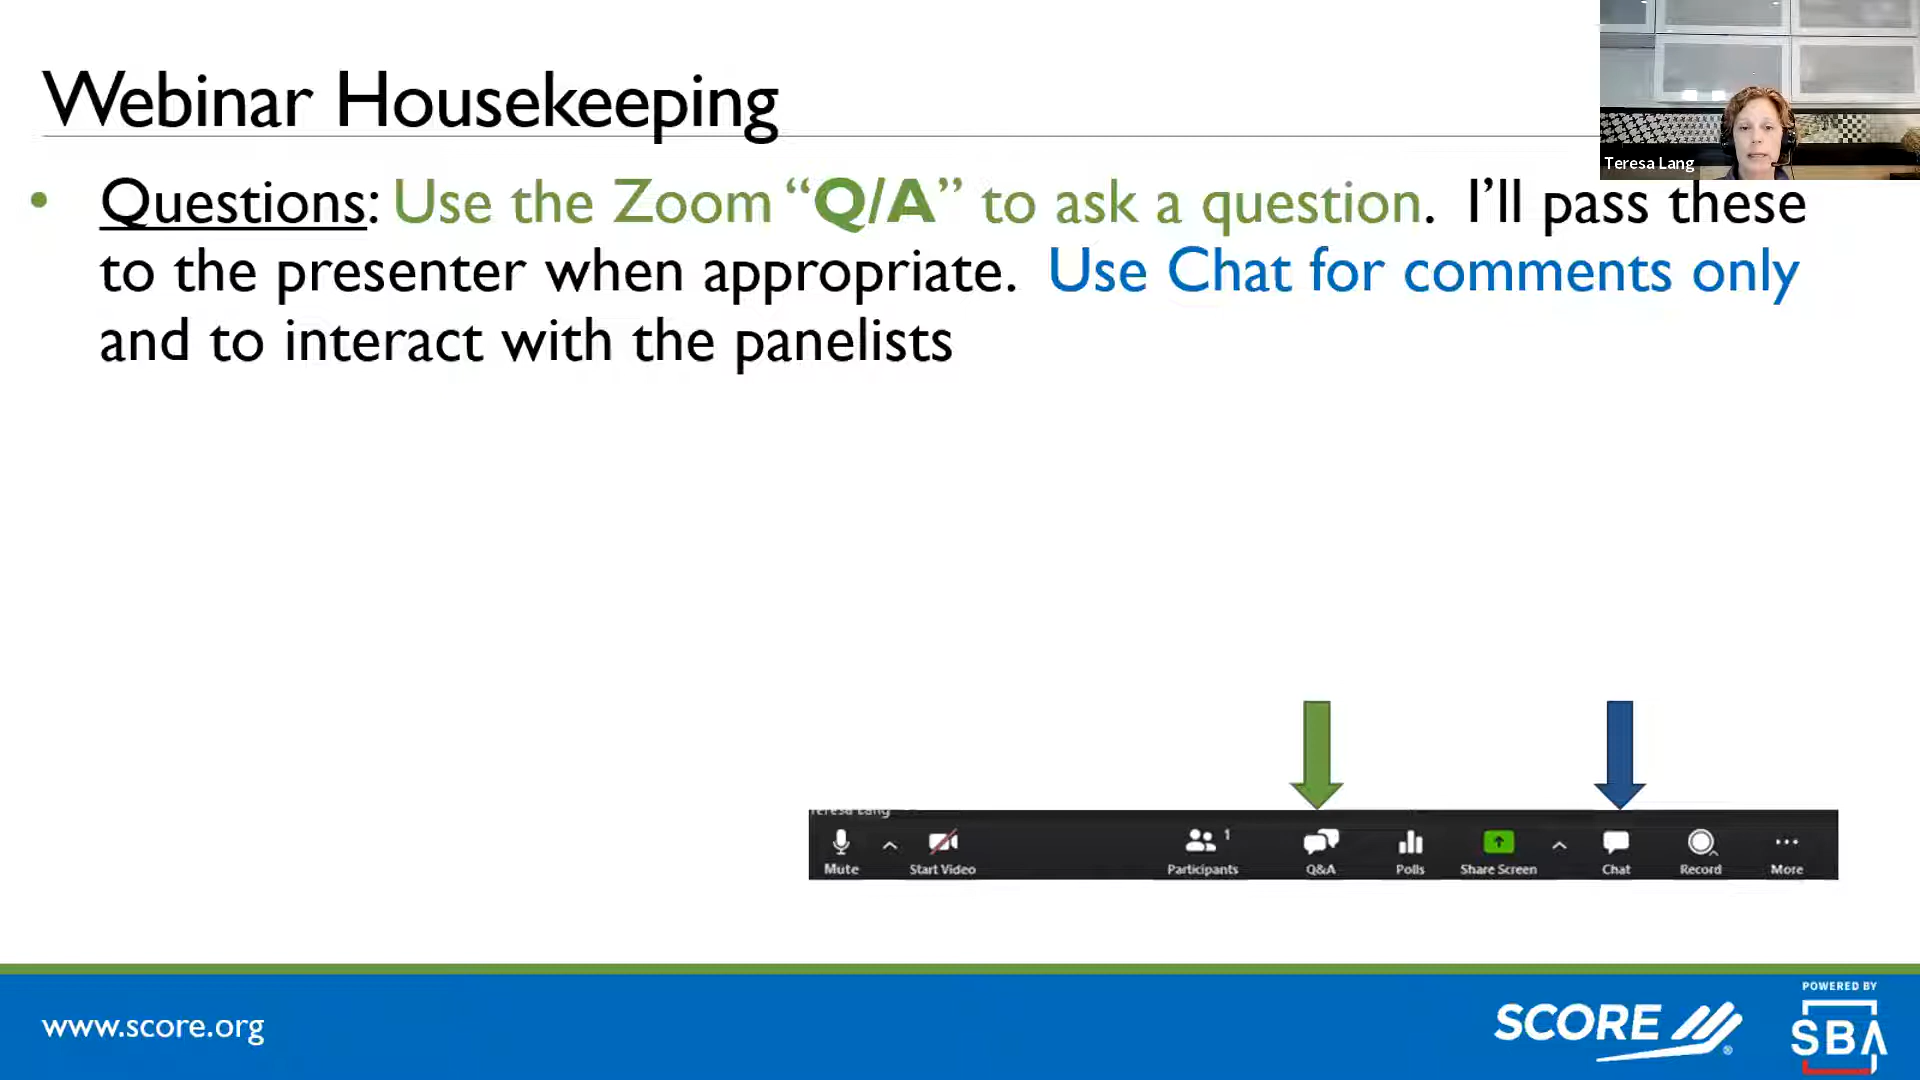 Webinar Housekeeping
Teresa Lang
• Questions: Use the Zoom “Q/A” to ask a question. I’ll pass these
to the presenter when appropriate. Use Chat for comments only
and to interact with the panelists
Teresa Lang
Mute
Start Video
Participants 1
Q&A
Polls
Share Screen
Chat
Record
More
www.score.org
SCORE®
POWERED BY
SBA